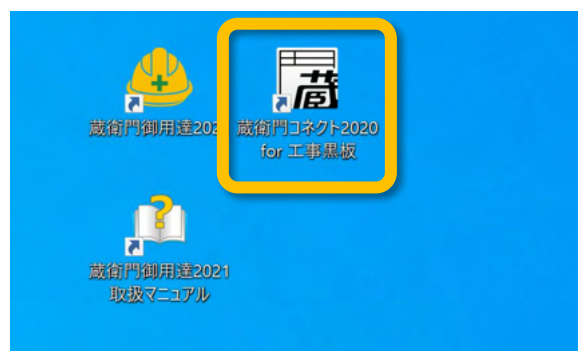 蔵衛門御用達202
蔵
蔵衛門コネクト2020
for 工事黒板
?
蔵衛門御用達2021
取扱マニュアル